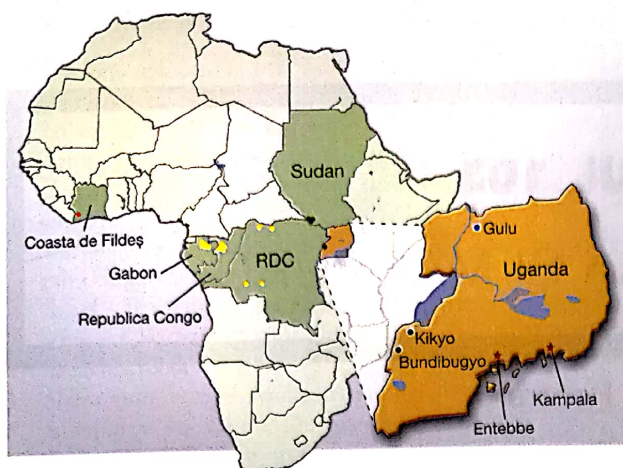 Sudan
Coasta de Fildeș
Gabon
RDC
Republica Congo
Gulu
Uganda
Kikyo
Bundibugyo
Kampala
Entebbe